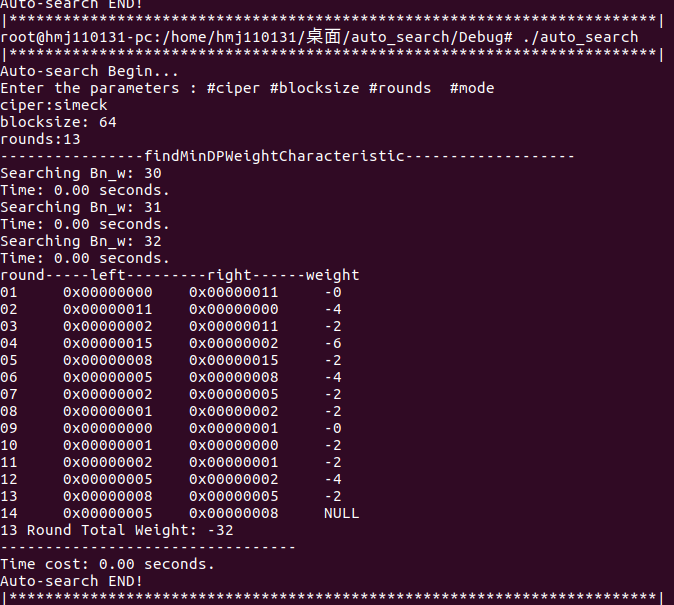 Auto-search END!
|************************************************************************|
root@hmj110131-pc:/home/hmj110131/桌面/auto_search/Debug# ./auto_search
|************************************************************************|
Auto-search Begin...
Enter the parameters : #ciper #blocksize #rounds  #mode
ciper:simeck
blocksize: 64
rounds:13
----------------findMinDPWeightCharacteristic-------------------
Searching Bn_w: 30
Time: 0.00 seconds.
Searching Bn_w: 31
Time: 0.00 seconds.
Searching Bn_w: 32
Time: 0.00 seconds.
round-----left---------right------weight
01     0x00000000    0x00000011     -0
02     0x00000011    0x00000000     -4
03     0x00000002    0x00000011     -2
04     0x00000015    0x00000002     -6
05     0x00000008    0x00000015     -2
06     0x00000005    0x00000008     -4
07     0x00000002    0x00000005     -2
08     0x00000001    0x00000002     -2
09     0x00000000    0x00000001     -0
10     0x00000001    0x00000000     -2
11     0x00000002    0x00000001     -2
12     0x00000005    0x00000002     -4
13     0x00000008    0x00000005     -2
14     0x00000005    0x00000008     NULL
13 Round Total Weight: -32
---------------------------------
Time cost: 0.00 seconds.
Auto-search END!
|************************************************************************|